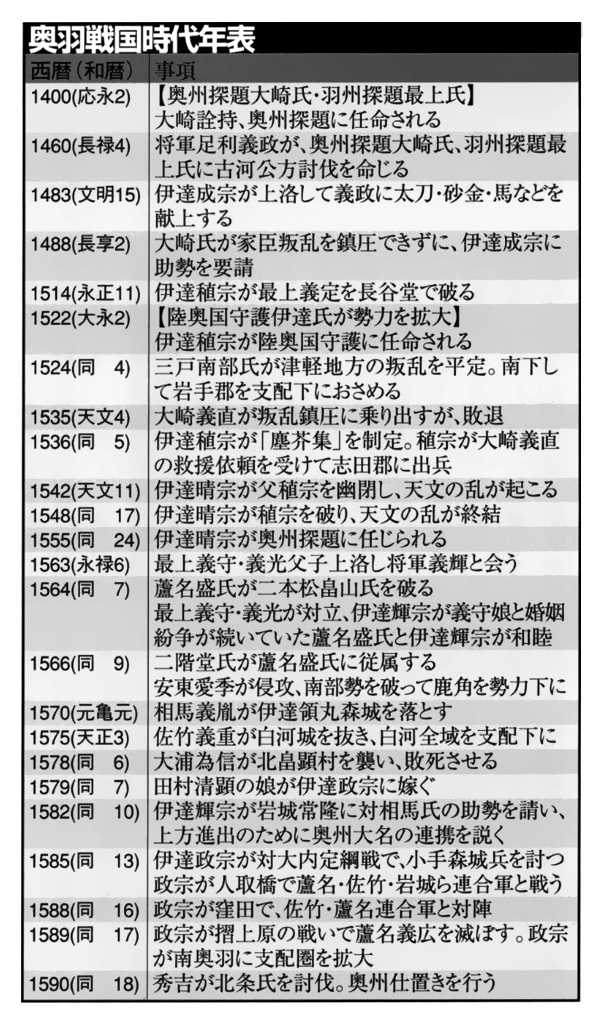 奥羽戦国時代年表
西暦（和暦） 事項
1400(応永2) 【奥州探題大崎氏・羽州探題最上氏】
大崎詮持、奥州探題に任命される
1460(長禄4) 将軍足利義政が、奥州探題大崎氏、羽州探題最
上氏に古河公方討伐を命じる
1483(文明15) 伊達成宗が上洛して義政に太刀・砂金・馬などを
献上する
1488(長享2) 大崎氏が家臣叛乱を鎮圧できずに、伊達成宗に
助勢を要請
1514(永正11) 伊達稙宗が最上義定を長谷堂で破る
1522(大永2) 【陸奥国守護伊達氏が勢力を拡大】
伊達稙宗が陸奥国守護に任命される
1524(同　4) 三戸南部氏が津軽地方の叛乱を平定。南下し
て岩手郡を支配下におさめる
1535(天文4) 大崎義直が叛乱鎮圧に乗り出すが、敗退
1536(同　5) 伊達稙宗が「塵芥集」を制定。稙宗が大崎義直
の救援依頼を受けて志田郡に出兵
1542(天文11) 伊達晴宗が父稙宗を幽閉し、天文の乱が起こる
1548(同　17) 伊達晴宗が稙宗を破り、天文の乱が終結
1555(同　24) 伊達晴宗が奥州探題に任じられる
1563(永禄6) 最上義守・義光父子上洛し将軍義輝と会う
1564(同　7) 蘆名盛氏が二本松畠山氏を破る
最上義守・義光が対立、伊達輝宗が義守娘と婚姻
紛争が続いていた蘆名盛氏と伊達輝宗が和睦
1566(同　9) 二階堂氏が蘆名盛氏に従属する
安東愛季が侵攻、南部勢を破って鹿角を勢力下に
1570(元亀元) 相馬義胤が伊達領丸森城を落とす
1575(天正3) 佐竹義重が白河城を抜き、白河全域を支配下に
1578(同　6) 大浦為信が北畠顕村を襲い、敗死させる
1579(同　7) 田村清顕の娘が伊達政宗に嫁ぐ
1582(同　10) 伊達輝宗が岩城常隆に対相馬氏の助勢を請い、
上方進出のために奥州大名の連携を説く
1585(同　13) 伊達政宗が対大内定綱戦で、小手森城兵を討つ
政宗が人取橋で蘆名・佐竹・岩城ら連合軍と戦う
1588(同　16) 政宗が窪田で、佐竹・蘆名連合軍と対陣
1589(同　17) 政宗が摺上原の戦いで蘆名義広を滅ぼす。政宗
が南奥羽に支配圏を拡大
1590(同　18) 秀吉が北条氏を討伐。奥州仕置きを行う